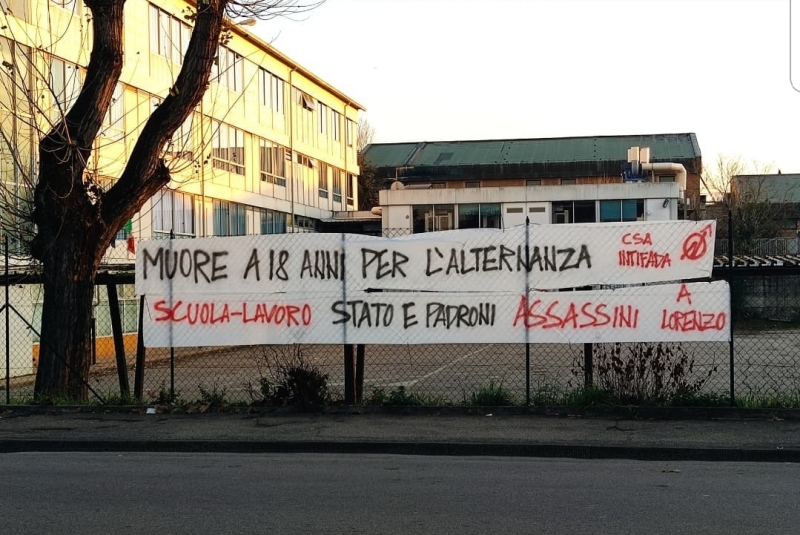 MUORE A 18 ANNI PER L'ALTERNANZA
SCUOLA-LAVORO STATO E PADRONI ASSASSINI
CSA
INTIFADA
A
LORENZO